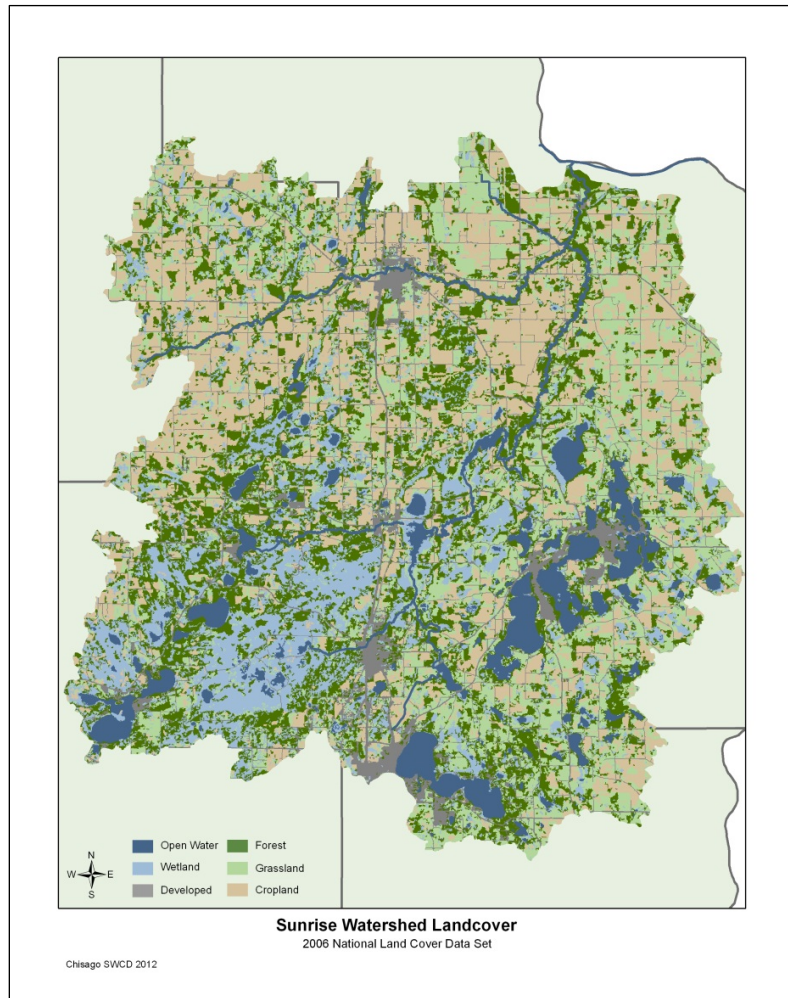 N
W E
S
Open Water Forest
Wetland Grassland
Developed Cropland
Sunrise Watershed Landcover
2006 National Land Cover Data Set
Chisago SWCD 2012